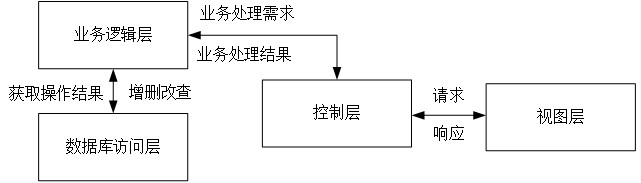 业务处理需求
业务逻辑层
业务处理结果
获取操作结果
增删改查
请求
控制层
视图层
响应
数据库访问层